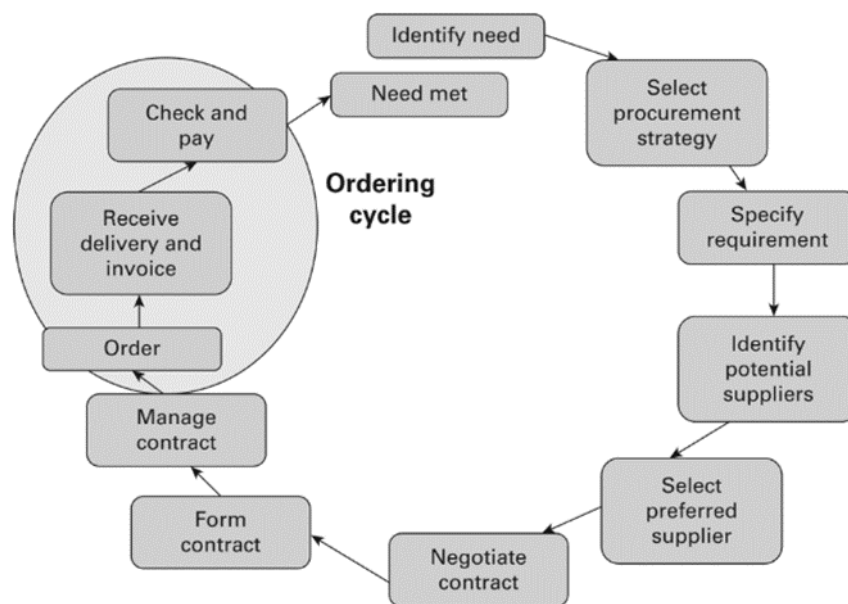 Identify need
Select
procurement
strategy
Specify
requirement
Identify
potential
suppliers
Select
preferred
supplier
Negotiate
contract
Form
contract
Manage
contract
Order
Receive
delivery and
invoice
Check and
pay
Need met
Ordering
cycle